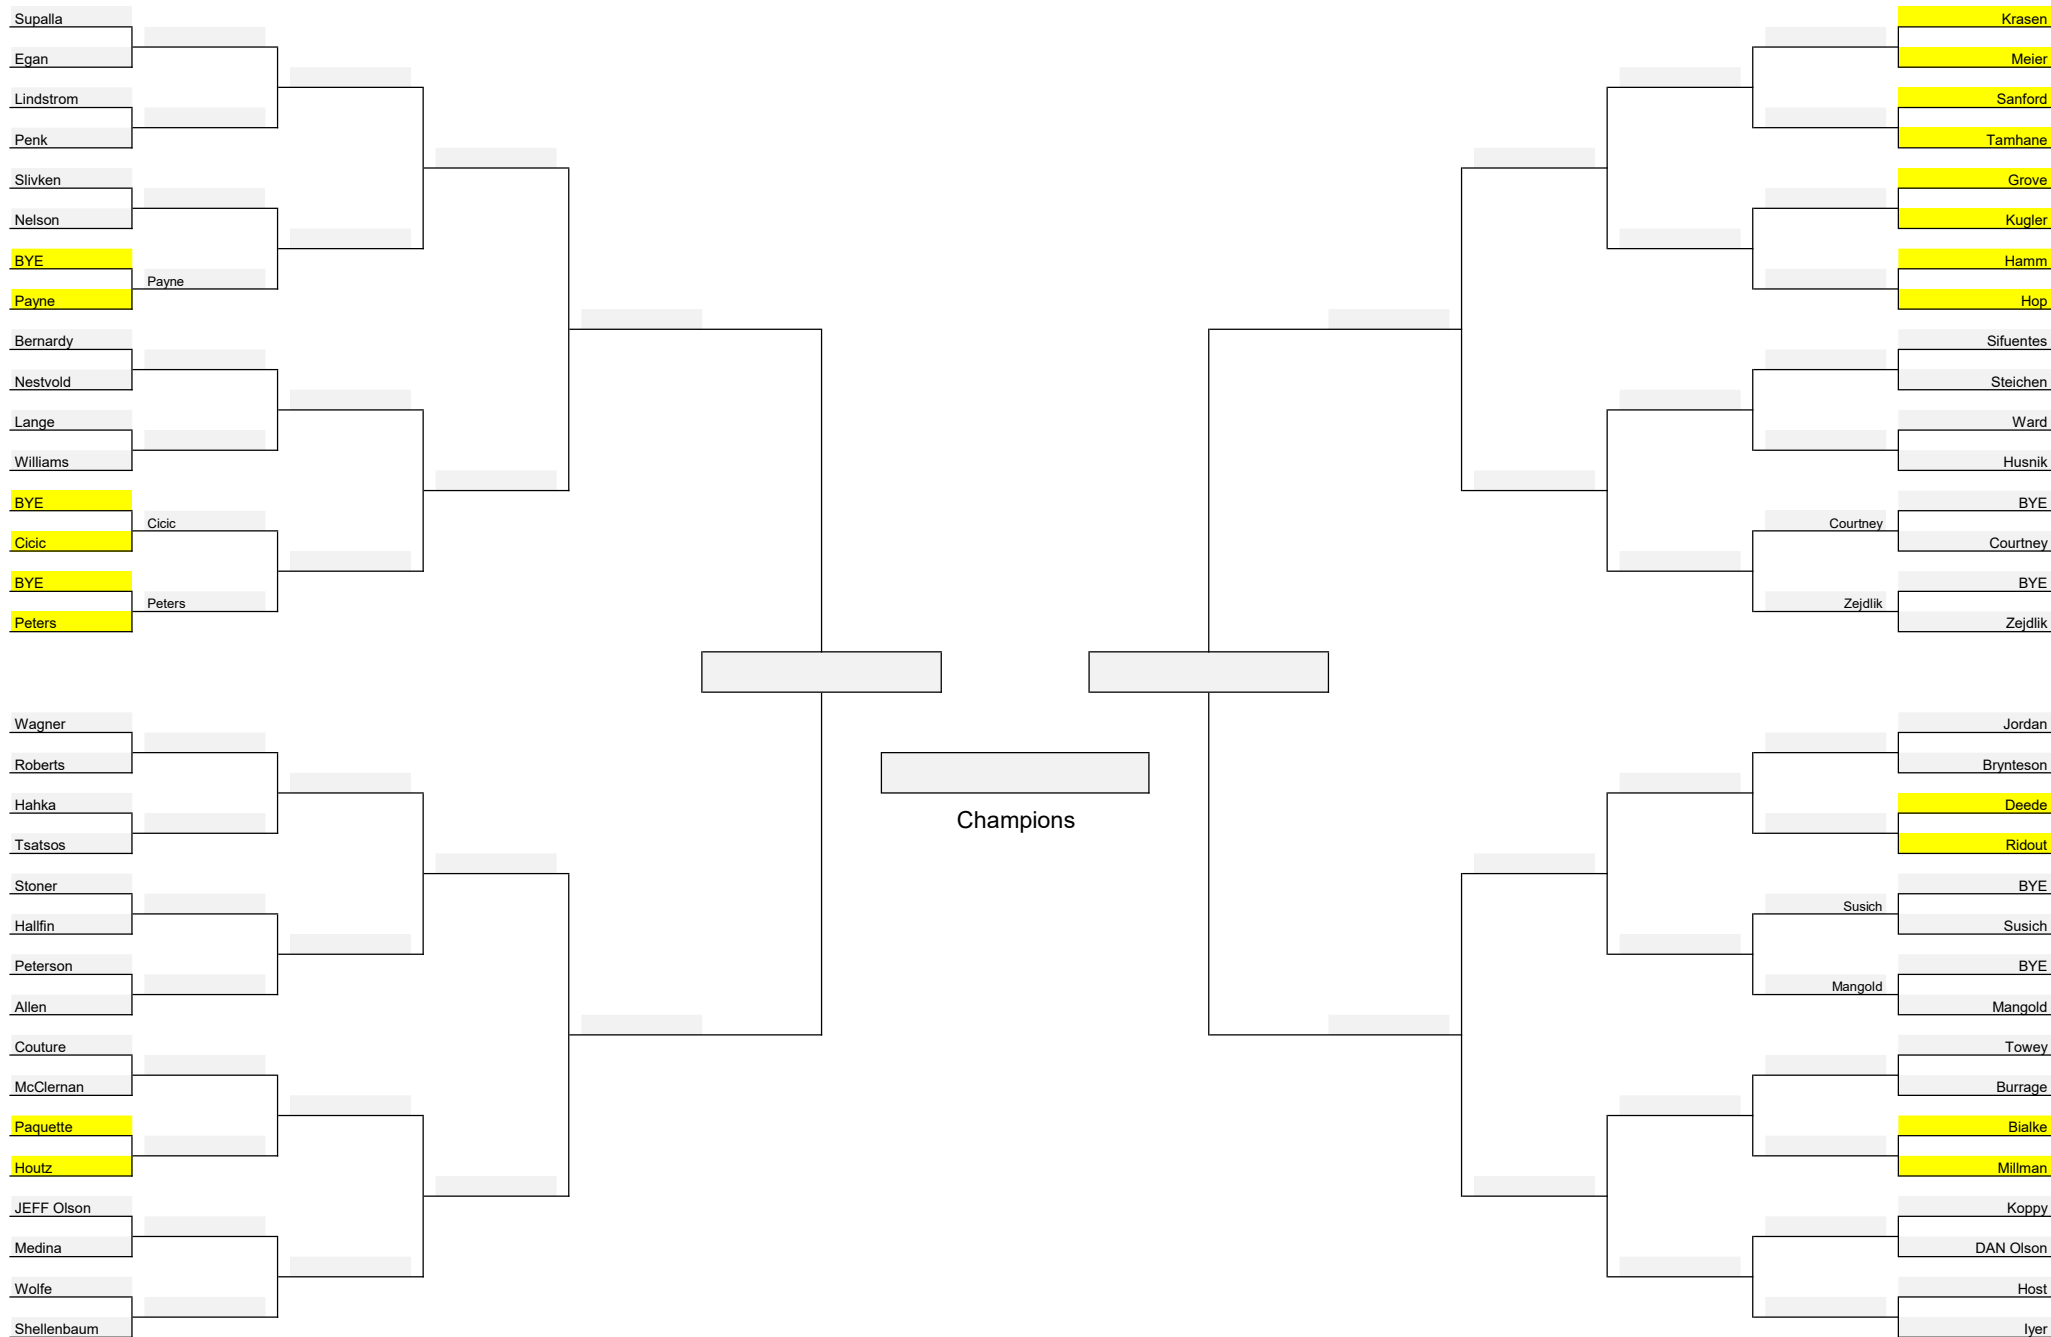 Supalla
Egan
Lindstrom
Penk
Slivken
Nelson
BYE
Payne
Payne
Bernardy
Nestvold
Lange
Williams
BYE
Cicic
Cicic
BYE
Peters
Peters
Wagner
Roberts
Hahka
Tsatsos
Stoner
Hallfin
Peterson
Allen
Couture
McClernan
Paquette
Houtz
JEFF Olson
Medina
Wolfe
Shellenbaum
Champions
Krasen
Meier
Sanford
Tamhane
Grove
Kugler
Hamm
Hop
Sifuentes
Steichen
Ward
Husnik
BYE
Courtney
Courtney
BYE
Zejdlik
Zejdlik
Jordan
Brynteson
Deede
Ridout
BYE
Susich
Susich
BYE
Mangold
Mangold
Towey
Burrage
Bialke
Millman
Koppy
DAN Olson
Host
Iyer